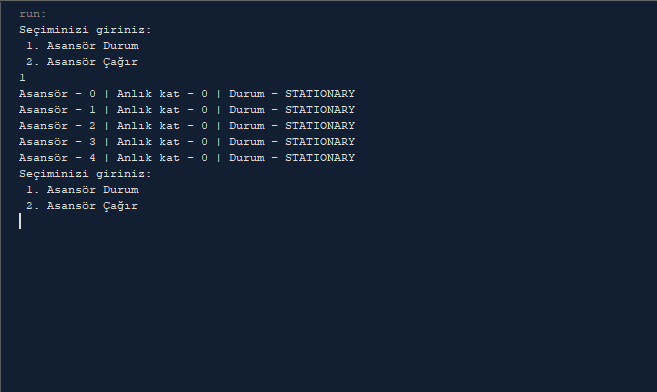 run:
Seçiminizi giriniz:
1. Asansör Durum
2. Asansör Çağır
1
Asansör - 0 | Anlık kat - 0 | Durum - STATIONARY
Asansör - 1 | Anlık kat - 0 | Durum - STATIONARY
Asansör - 2 | Anlık kat - 0 | Durum - STATIONARY
Asansör - 3 | Anlık kat - 0 | Durum - STATIONARY
Asansör - 4 | Anlık kat - 0 | Durum - STATIONARY
Seçiminizi giriniz:
1. Asansör Durum
2. Asansör Çağır